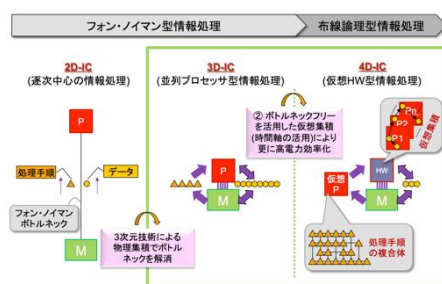 フォン・ノイマン型情報処理
布線論理型情報処理
2D-IC
(逐次中心の情報処理)
3D-IC
(並列プロセッサ型情報処理)
4D-IC
(仮想HW型情報処理)
P
処理手順
データ
フォン・ノイマン
ボトルネック
M
3次元技術による
物理集積でボトル
ネックを解消
② ボトルネックフリー
を活用した仮想集積
(時間軸の活用)により
更に高電力効率化
P
M
Pn
P2
P1
仮想集積
仮想
P
HW
M
処理手順
の複合体